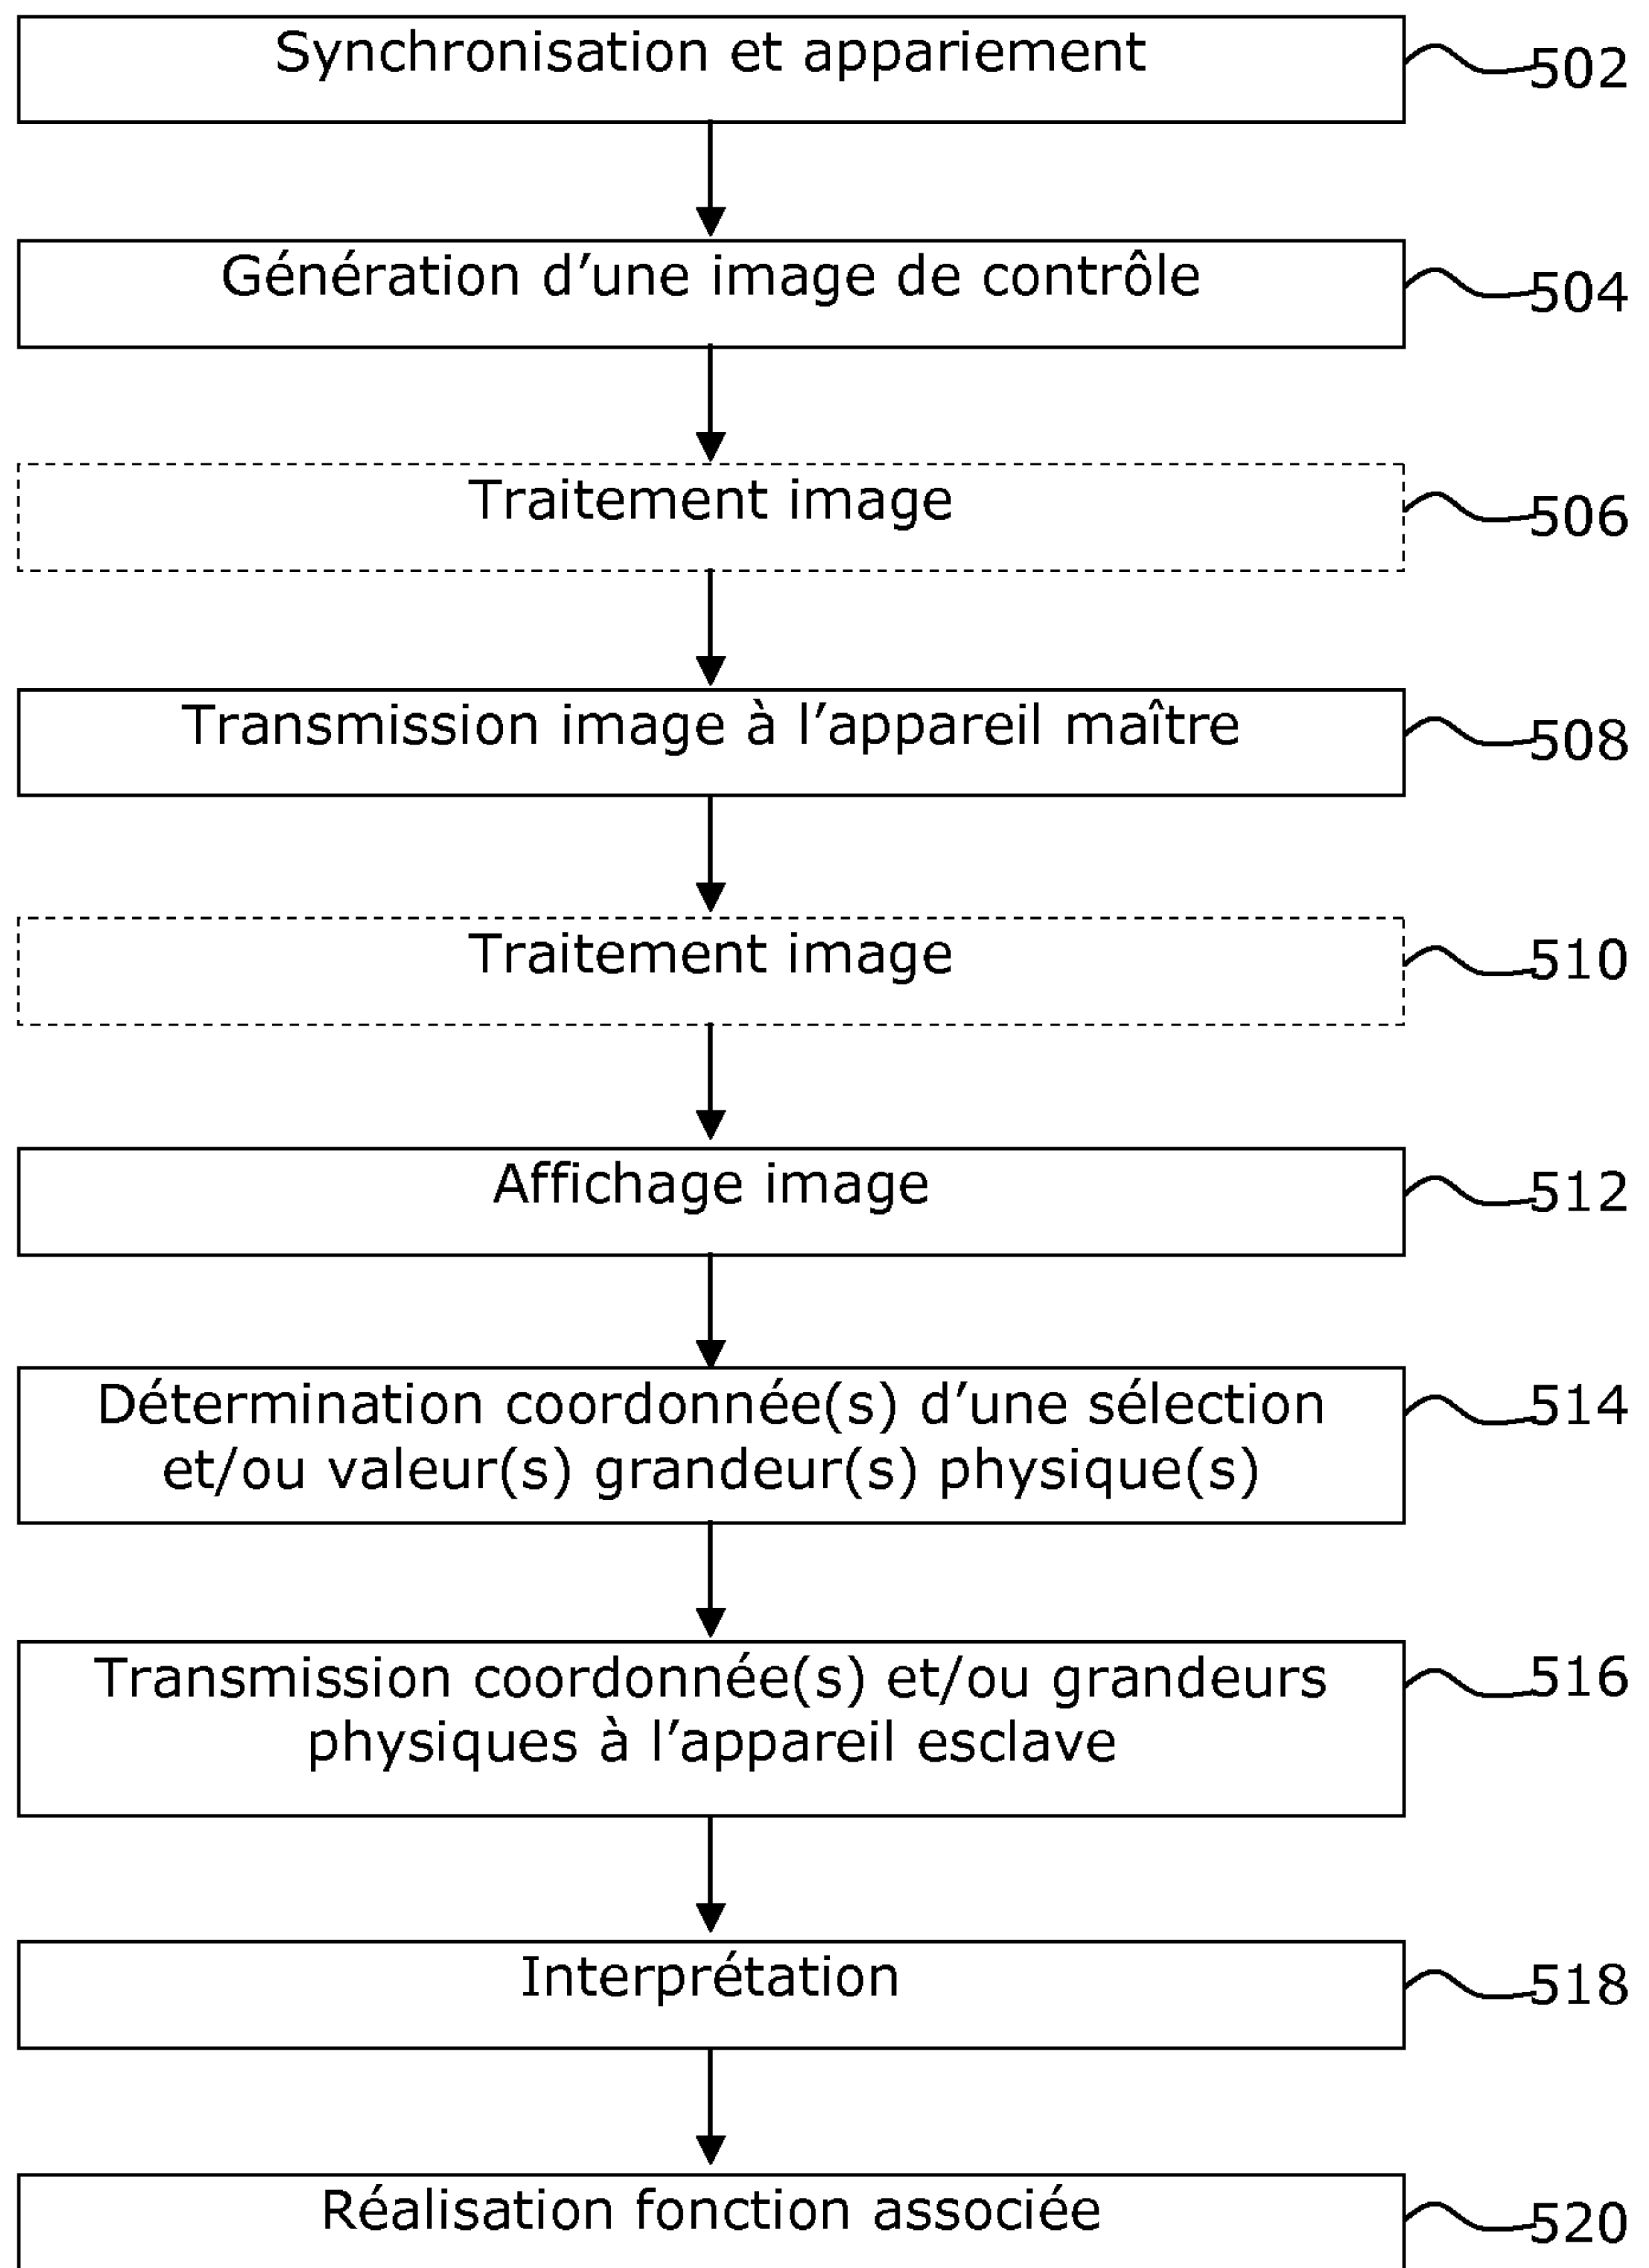 Synchronisation et appariement
502
Génération d’une image de contrôle
504
Traitement image
506
Transmission image à l’appareil maître
508
Traitement image
510
Affichage image
512
Détermination coordonnée(s) d’une sélection
et/ou valeur(s) grandeur(s) physique(s)
514
Transmission coordonnée(s) et/ou grandeurs
physiques à l’appareil esclave
516
Interprétation
518
Réalisation fonction associée
520